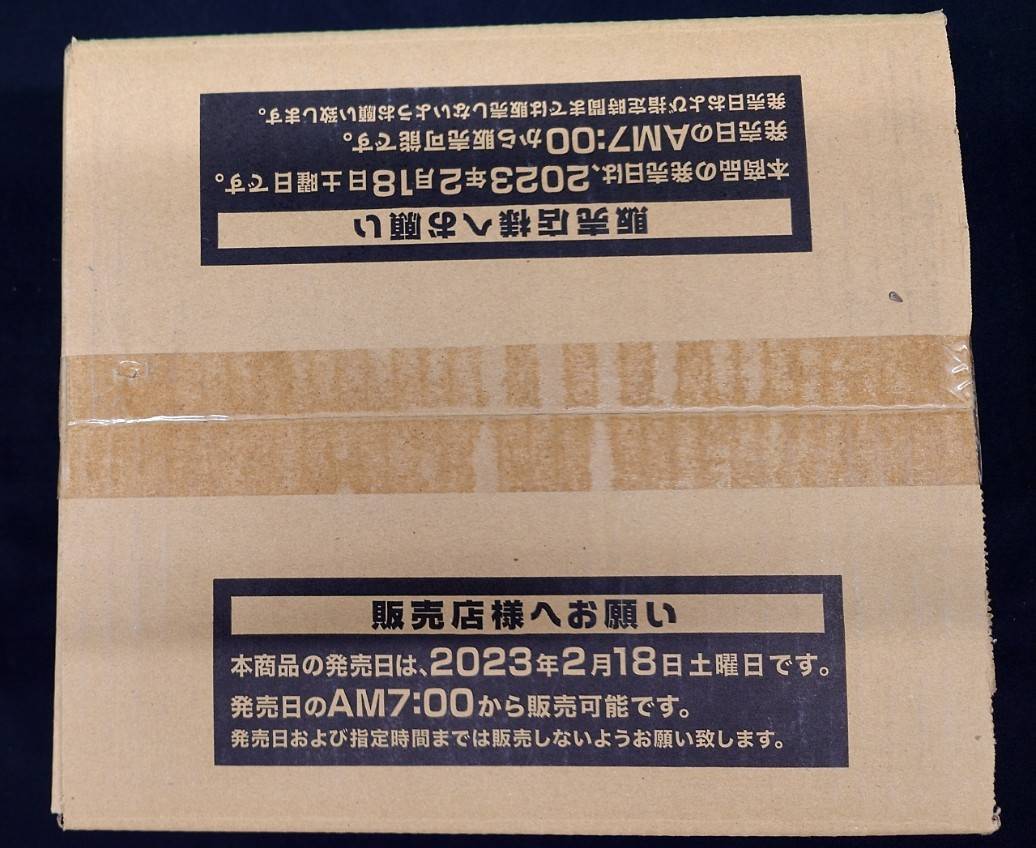 販売店様へお願い
本商品の発売日は、2023年2月18日土曜日です。
発売日のAM7:00から販売可能です。
発売日および指定時間までは販売しないようお願い致します。
販売店様へお願い
本商品の発売日は、2023年2月18日土曜日です。
発売日のAM7:00から販売可能です。
発売日および指定時間までは販売しないようお願い致します。